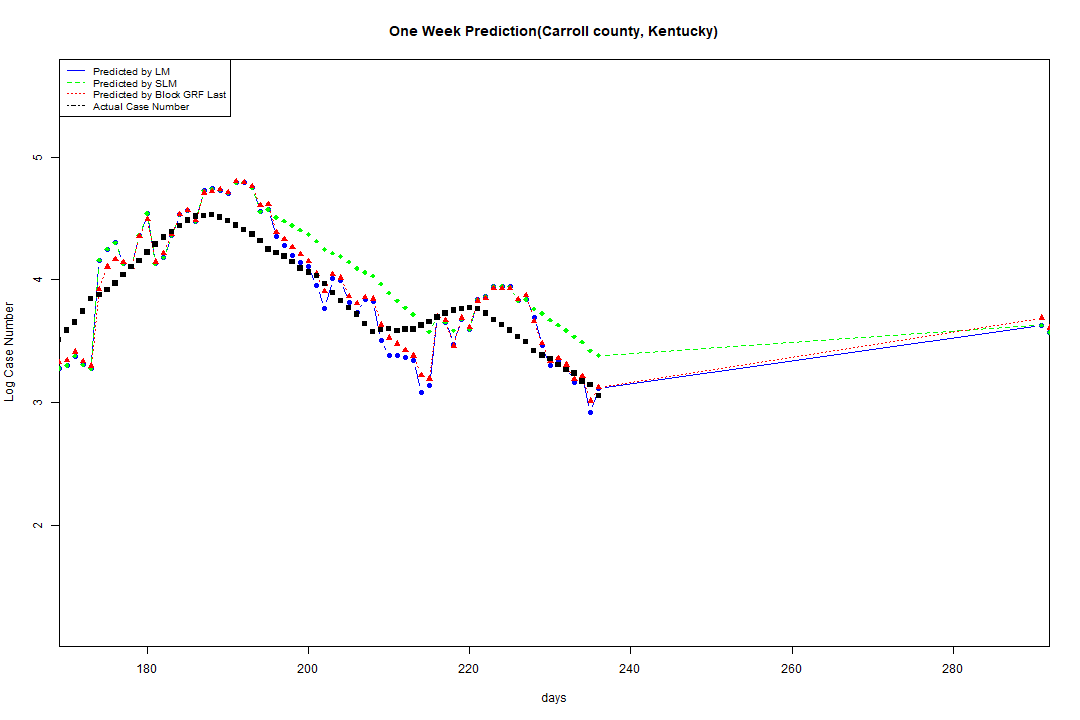 One Week Prediction(Carroll county, Kentucky)
Predicted by LM
Predicted by SLM
Predicted by Block GRF Last
Actual Case Number
5
4
3
2
Log Case Number
180 200 220 240 260 280
days